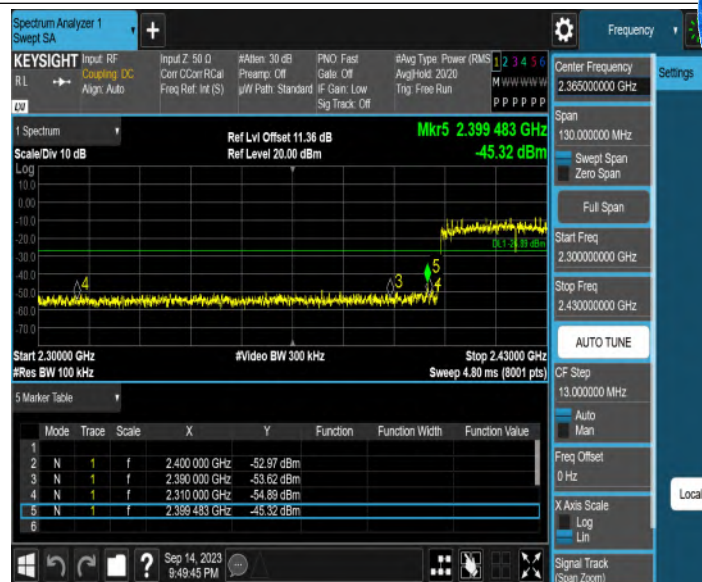 Spectrum Analyzer 1
Swept SA
Frequency
KEYSIGHT
RL
LXI
Input: RF
Coupling: DC
Align: Auto
Input Z: 50 Ω
Corr CCorr RCal
Freq Ref: Int (S)
#Atten: 30 dB
Preamp: Off
µW Path: Standard
PNO: Fast
Gate: Off
IF Gain: Low
Sig Track: Off
#Avg Type: Power (RMS
Avg|Hold: 20/20
Trig: Free Run
1 2 3 4 5 6
M W W W W W
P P P P P P
1 Spectrum
Scale/Div 10 dB
Ref Lvl Offset 11.36 dB
Ref Level 20.00 dBm
Mkr5 2.399 483 GHz
-45.32 dBm
Log
10.0
0.00
-10.0
-20.0
-30.0
-40.0
-50.0
-60.0
-70.0
4
3
5
4
Start 2.30000 GHz
#Res BW 100 kHz
#Video BW 300 kHz
Stop 2.43000 GHz
Sweep 4.80 ms (8001 pts)
5 Marker Table
Mode Trace Scale X Y Function Function Width Function Value
1
2 N 1 f 2.400 000 GHz -52.97 dBm
3 N 1 f 2.390 000 GHz -53.62 dBm
4 N 1 f 2.310 000 GHz -54.89 dBm
5 N 1 f 2.399 483 GHz -45.32 dBm
6
?
Sep 14, 2023
9:49:45 PM
Center Frequency
2.365000000 GHz
Span
130.000000 MHz
Swept Span
Zero Span
Full Span
Start Freq
2.300000000 GHz
Stop Freq
2.430000000 GHz
AUTO TUNE
CF Step
13.000000 MHz
Auto
Man
Freq Offset
0 Hz
X Axis Scale
Log
Lin
Signal Track
(Span Zoom)
Settings
Local